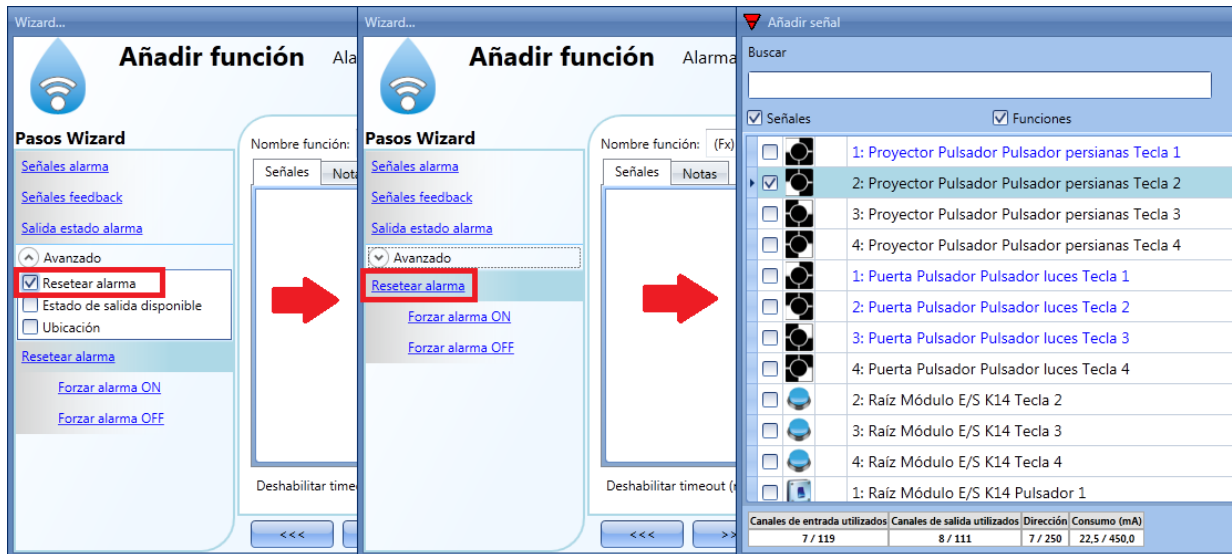 Wizard...
Añadir función Ala
Pasos Wizard
Señales alarma
Señales feedback
Salida estado alarma
Avanzado
Resetear alarma
Estado de salida disponible
Ubicación
Resetear alarma
Forzar alarma ON
Forzar alarma OFF
Nombre función:
Señales Nota
Deshabilitar time
<<<
Wizard...
Añadir función Alarma
Pasos Wizard
Señales alarma
Señales feedback
Salida estado alarma
Avanzado
Resetear alarma
Forzar alarma ON
Forzar alarma OFF
Nombre función: (Fx)
Señales Notas
Deshabilitar timeout (
<<< >>
Añadir señal
Buscar
Señales Funciones
1: Proyector Pulsador Pulsador persianas Tecla 1
2: Proyector Pulsador Pulsador persianas Tecla 2
3: Proyector Pulsador Pulsador persianas Tecla 3
4: Proyector Pulsador Pulsador persianas Tecla 4
1: Puerta Pulsador Pulsador luces Tecla 1
2: Puerta Pulsador Pulsador luces Tecla 2
3: Puerta Pulsador Pulsador luces Tecla 3
4: Puerta Pulsador Pulsador luces Tecla 4
2: Raíz Módulo E/S K14 Tecla 2
3: Raíz Módulo E/S K14 Tecla 3
4: Raíz Módulo E/S K14 Tecla 4
1: Raíz Módulo E/S K14 Pulsador 1
Canales de entrada utilizados Canales de salida utilizados Dirección Consumo (mA)
7 / 119 8 / 111 7 / 250 22,5 / 450,0